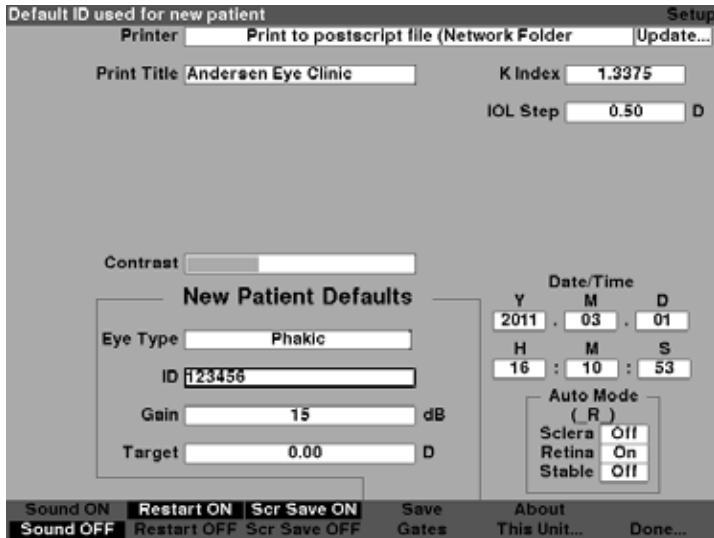 Default ID used for new patient Setup
Printer Print to postscript file (Network Folder Update...
Print Title Andersen Eye Clinic K Index 1.3375
IOL Step 0.50 D
Contrast
Date/Time
New Patient Defaults Y M D
2011 . 03 . 01
Eye Type Phakic H M S
ID 123456 16 : 10 : 53
Auto Mode
Gain 15 dB (_R_)
Sclera Off
Target 0.00 D Retina On
Stable Off
Sound ON Restart ON Scr Save ON Save About
Sound OFF Restart OFF Scr Save OFF Gates This Unit... Done...